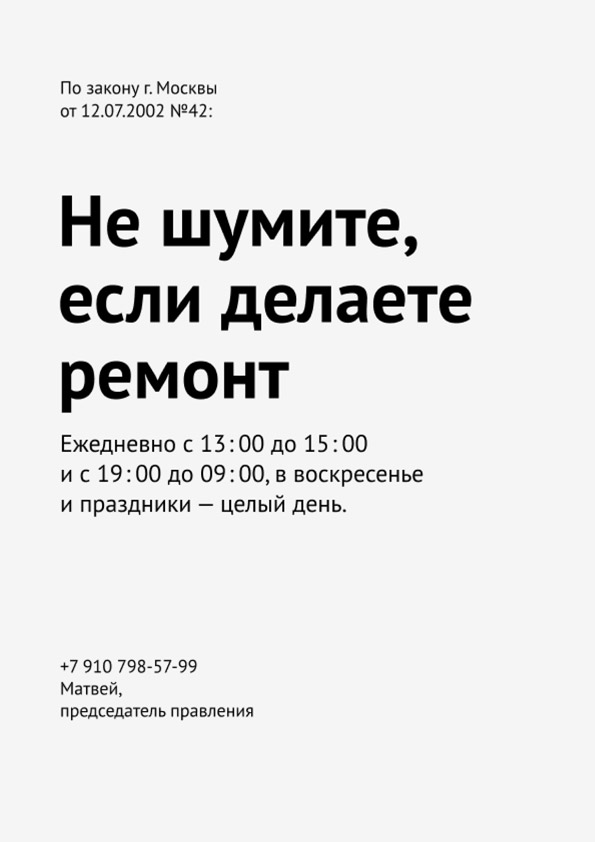 По закону г. Москвы
от 12.07.2002 №42:
Не шумите,
если делаете
ремонт
Ежедневно с 13:00 до 15:00
и с 19:00 до 09:00, в воскресенье
и праздники — целый день.
+7 910 798-57-99
Матвей,
председатель правления